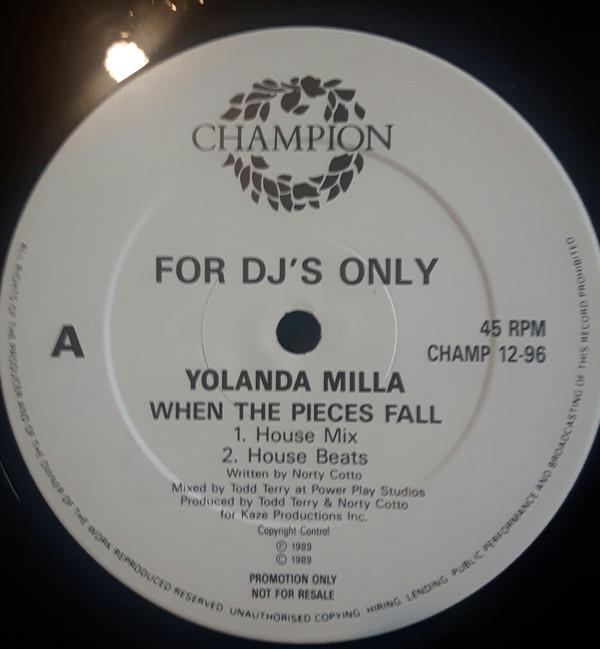 CHAMPION
FOR DJ'S ONLY
A
45 RPM
CHAMP 12-96
YOLANDA MILLA
WHEN THE PIECES FALL
1. House Mix
2. House Beats
Written by Norty Cotto
Mixed by Todd Terry at Power Play Studios
Produced by Todd Terry & Norty Cotto
for Kaze Productions Inc.
Copyright Control
℗ 1989
© 1989
PROMOTION ONLY
NOT FOR RESALE
ALL RIGHTS OF THE PRODUCER AND OF THE OWNER OF THE WORK REPRODUCED RESERVED UNAUTHORISED COPYING HIRING LENDING PUBLIC PERFORMANCE AND BROADCASTING OF THIS RECORD PROHIBITED